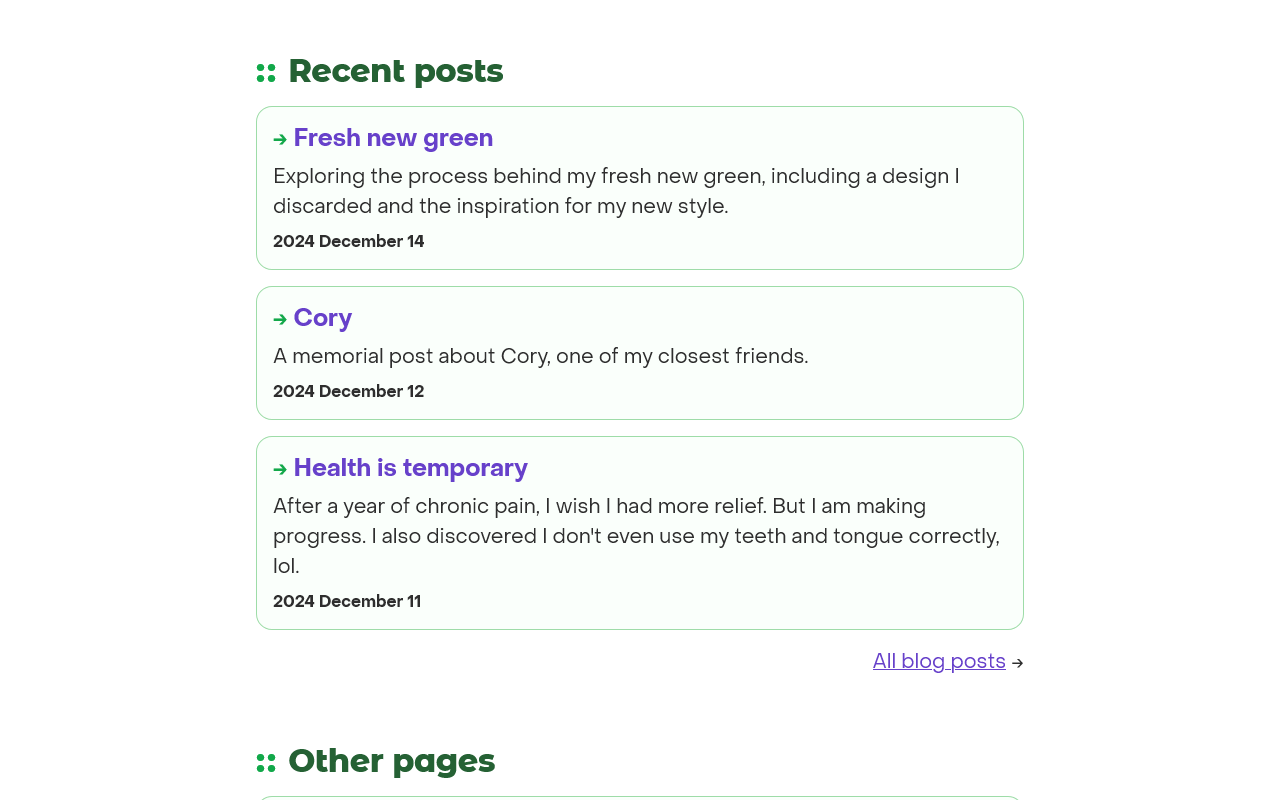 Recent posts
→ Fresh new green
Exploring the process behind my fresh new green, including a design I
discarded and the inspiration for my new style.
2024 December 14
→ Cory
A memorial post about Cory, one of my closest friends.
2024 December 12
→ Health is temporary
After a year of chronic pain, I wish I had more relief. But I am making
progress. I also discovered I don't even use my teeth and tongue correctly,
lol.
2024 December 11
All blog posts →
Other pages